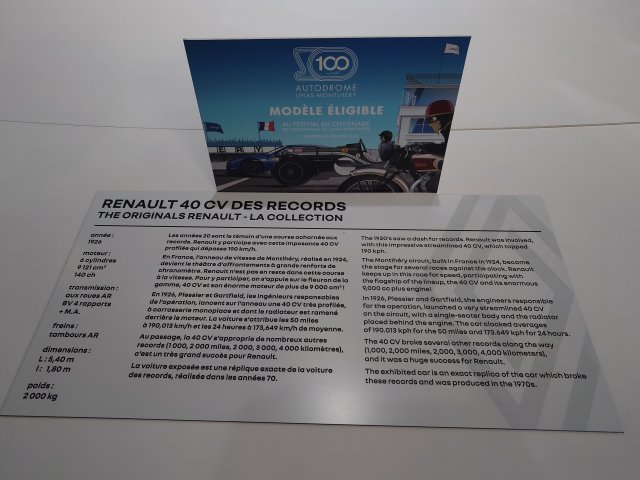 100
AUTODROME
LINAS-MONTLHÉRY
MODÈLE ÉLIGIBLE
AU FESTIVAL DU CENTENAIRE
DE L'AUTODROME DE LINAS-MONTLHÉRY
RENAULT 40 CV DES RECORDS
THE ORIGINALS RENAULT - LA COLLECTION
année :
1926
moteur :
6 cylindres
9 121 cm³
140 ch
transmission :
aux roues AR
BV 4 rapports
+ M.A.
freins :
tambours AR
dimensions :
L : 5,40 m
l : 1,80 m
poids :
2 000 kg
Les années 20 sont le témoin d'une course acharnée aux
records. Renault y participe avec cette imposante 40 CV
profilée qui dépasse 190 km/h.
En France, l'anneau de vitesse de Montlhéry, réalisé en 1924,
devient le théâtre d'affrontements à grands renforts de
chronomètre. Renault n'est pas en reste dans cette course
à la vitesse. Pour y participer, on s'appuie sur le fleuron de la
gamme, 40 CV et son énorme moteur de plus de 9 000 cm³ !
En 1926, Plessier et Gartfield, les ingénieurs responsables
de l'opération, lancent sur l'anneau une 40 CV très profilée,
à carrosserie monoplace et dont le radiateur est ramené
derrière le moteur. La voiture s'attribue les 50 miles
à 190,013 km/h et les 24 heures à 173,649 km/h de moyenne.
Au passage, la 40 CV s'approprie de nombreux autres
records (1 000, 2 000 miles, 2 000, 3 000, 4 000 kilomètres),
c'est un très grand succès pour Renault.
La voiture exposée est une réplique exacte de la voiture
des records, réalisée dans les années 70.
The 1920's saw a dash for records. Renault was involved,
with this impressive streamlined 40 CV, which topped
190 kph.
The Montlhéry circuit, built in France in 1924, became
the stage for several races against the clock. Renault
keeps up in this race for speed, participating with
the flagship of the lineup, the 40 CV and its enormous
9,000 cc plus engine!
In 1926, Plessier and Gartfield, the engineers responsible
for the operation, launched a very streamlined 40 CV
on the circuit, with a single-seater body and the radiator
placed behind the engine. The car clocked averages
of 190.013 kph for the 50 miles and 173.649 kph for 24 hours.
The 40 CV broke several other records along the way
(1,000, 2,000 miles, 2,000, 3,000, 4,000 kilometers),
and it was a huge success for Renault.
The exhibited car is an exact replica of the car which broke
these records and was produced in the 1970s.